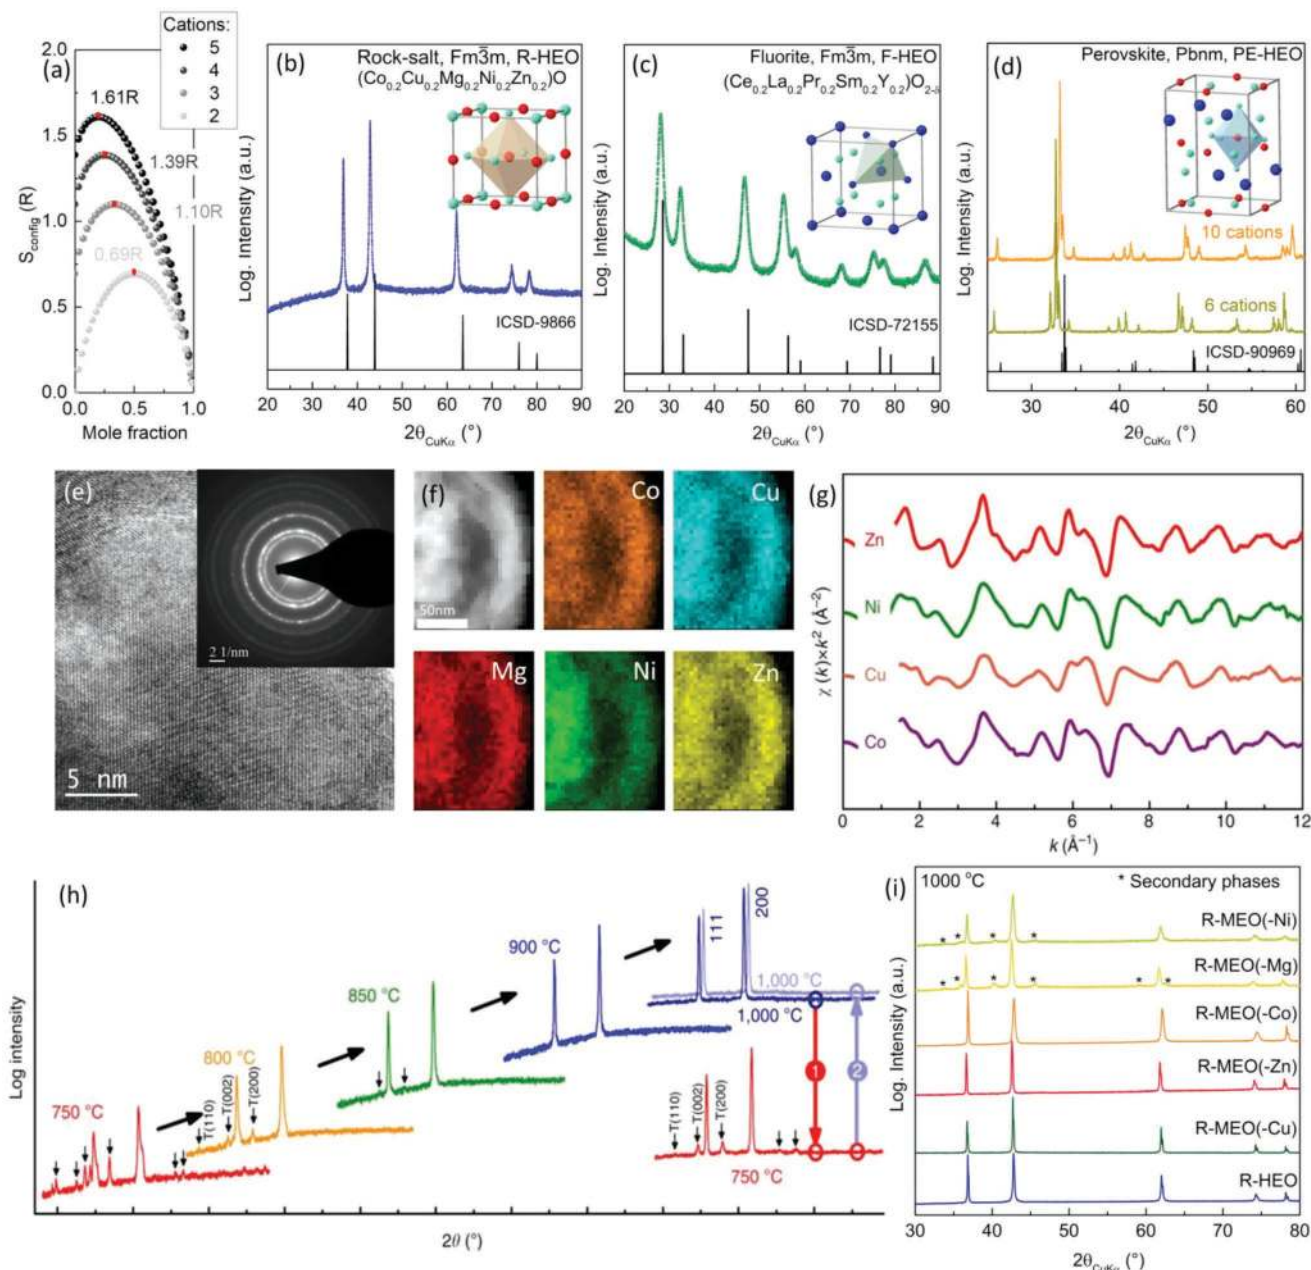 (a)
Cations:
5
4
3
2
1.61R
1.39R
1.10R
0.69R
2.0
1.5
1.0
0.5
0.0
S_config (R)
0.0 0.5 1.0
Mole fraction
(b)
Rock-salt, Fm3̅m, R-HEO
(Co0.2Cu0.2Mg0.2Ni0.2Zn0.2)O
ICSD-9866
Log. Intensity (a.u.)
20 30 40 50 60 70 80 90
2θCuKα (°)
(c)
Fluorite, Fm3̅m, F-HEO
(Ce0.2La0.2Pr0.2Sm0.2Y0.2)O2-δ
ICSD-72155
Log. Intensity (a.u.)
20 30 40 50 60 70 80 90
2θCuKα (°)
(d)
Perovskite, Pbnm, PE-HEO
10 cations
6 cations
ICSD-90969
Log. Intensity (a.u.)
30 40 50 60
2θCuKα (°)
(e)
2 1/nm
5 nm
(f)
50nm
Co
Cu
Mg
Ni
Zn
(g)
Zn
Ni
Cu
Co
χ (k)×k² (Å⁻²)
0 2 4 6 8 10 12
k (Å⁻¹)
(h)
Log intensity
750 °C
800 °C
T(110)
T(002)
T(200)
850 °C
900 °C
111
200
1,000 °C
1,000 °C
1
2
T(110)
T(002)
T(200)
750 °C
2θ (°)
(i)
1000 °C
* Secondary phases
R-MEO(-Ni)
R-MEO(-Mg)
R-MEO(-Co)
R-MEO(-Zn)
R-MEO(-Cu)
R-HEO
Log. Intensity (a.u.)
30 40 50 60 70 80
2θCuKα (°)